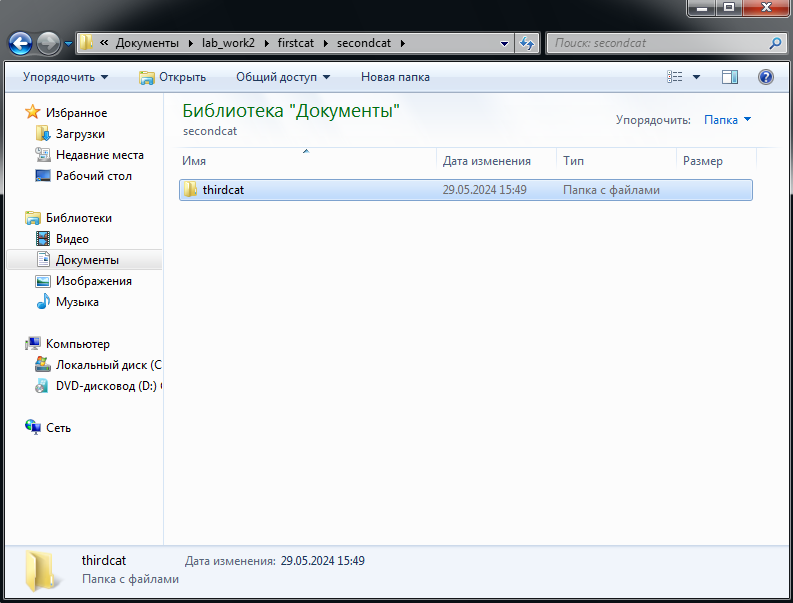 « Документы lab_work2 firstcat secondcat
Поиск: secondcat
Упорядочить Открыть Общий доступ Новая папка
Избранное
Загрузки
Недавние места
Рабочий стол
Библиотеки
Видео
Документы
Изображения
Музыка
Компьютер
Локальный диск (C
DVD-дисковод (D:)
Сеть
Библиотека "Документы"
secondcat
Упорядочить: Папка
Имя Дата изменения Тип Размер
thirdcat 29.05.2024 15:49 Папка с файлами
thirdcat Дата изменения: 29.05.2024 15:49
Папка с файлами